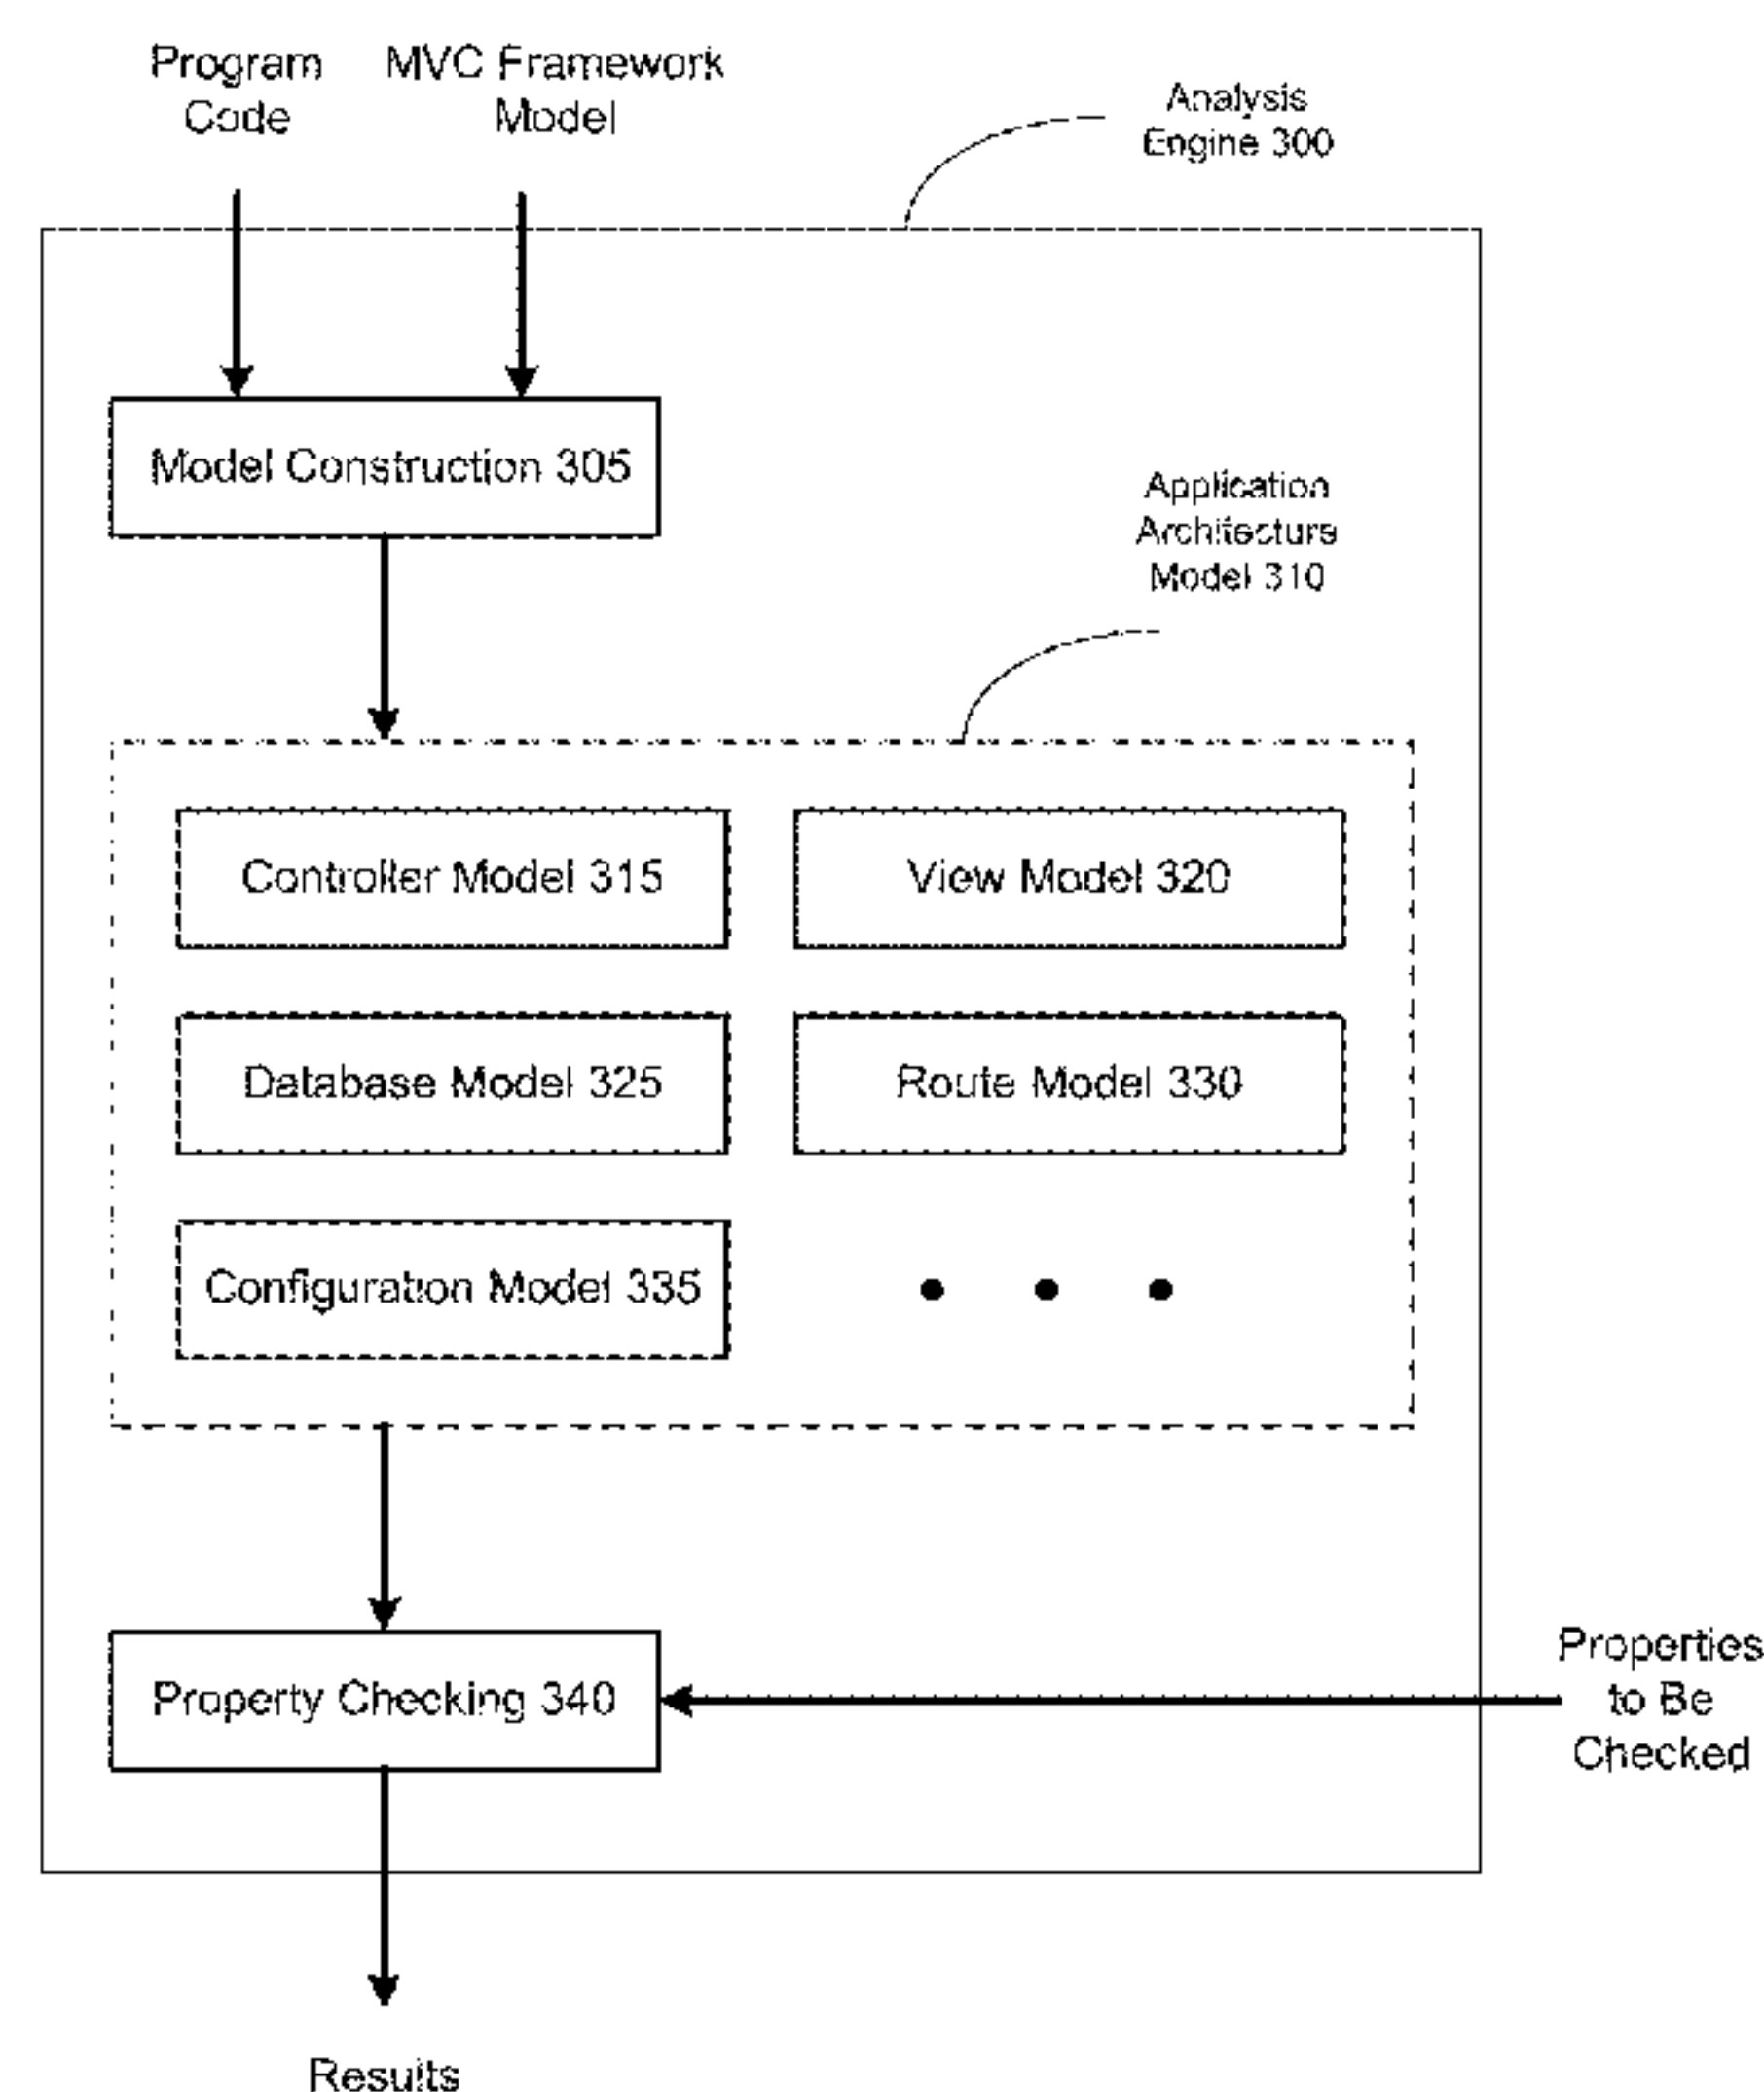 Program
Code
MVC Framework
Model
Analysis
Engine 300
Model Construction 305
Application
Architecture
Model 310
Controller Model 315
View Model 320
Database Model 325
Route Model 330
Configuration Model 335
Property Checking 340
Properties
to Be
Checked
Results